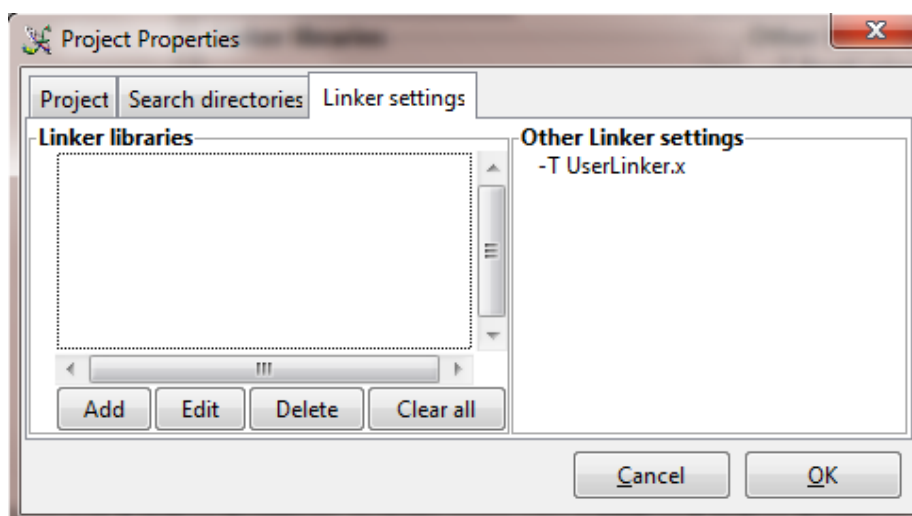 Project Properties
x
Project Search directories Linker settings
Linker libraries
Other Linker settings
-T UserLinker.x
Add Edit Delete Clear all
Cancel OK